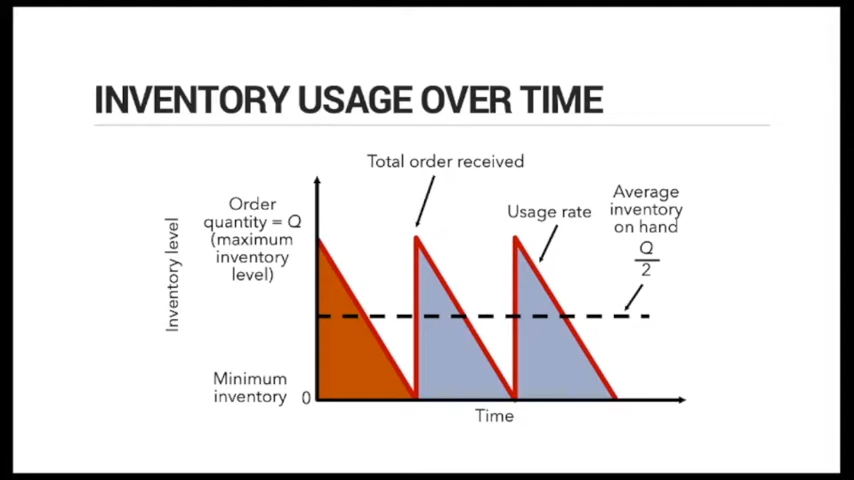 INVENTORY USAGE OVER TIME
Total order received
Order
quantity = Q
(maximum
inventory
level)
Usage rate
Average
inventory
on hand
Q
2
Inventory level
Minimum
inventory
0
Time